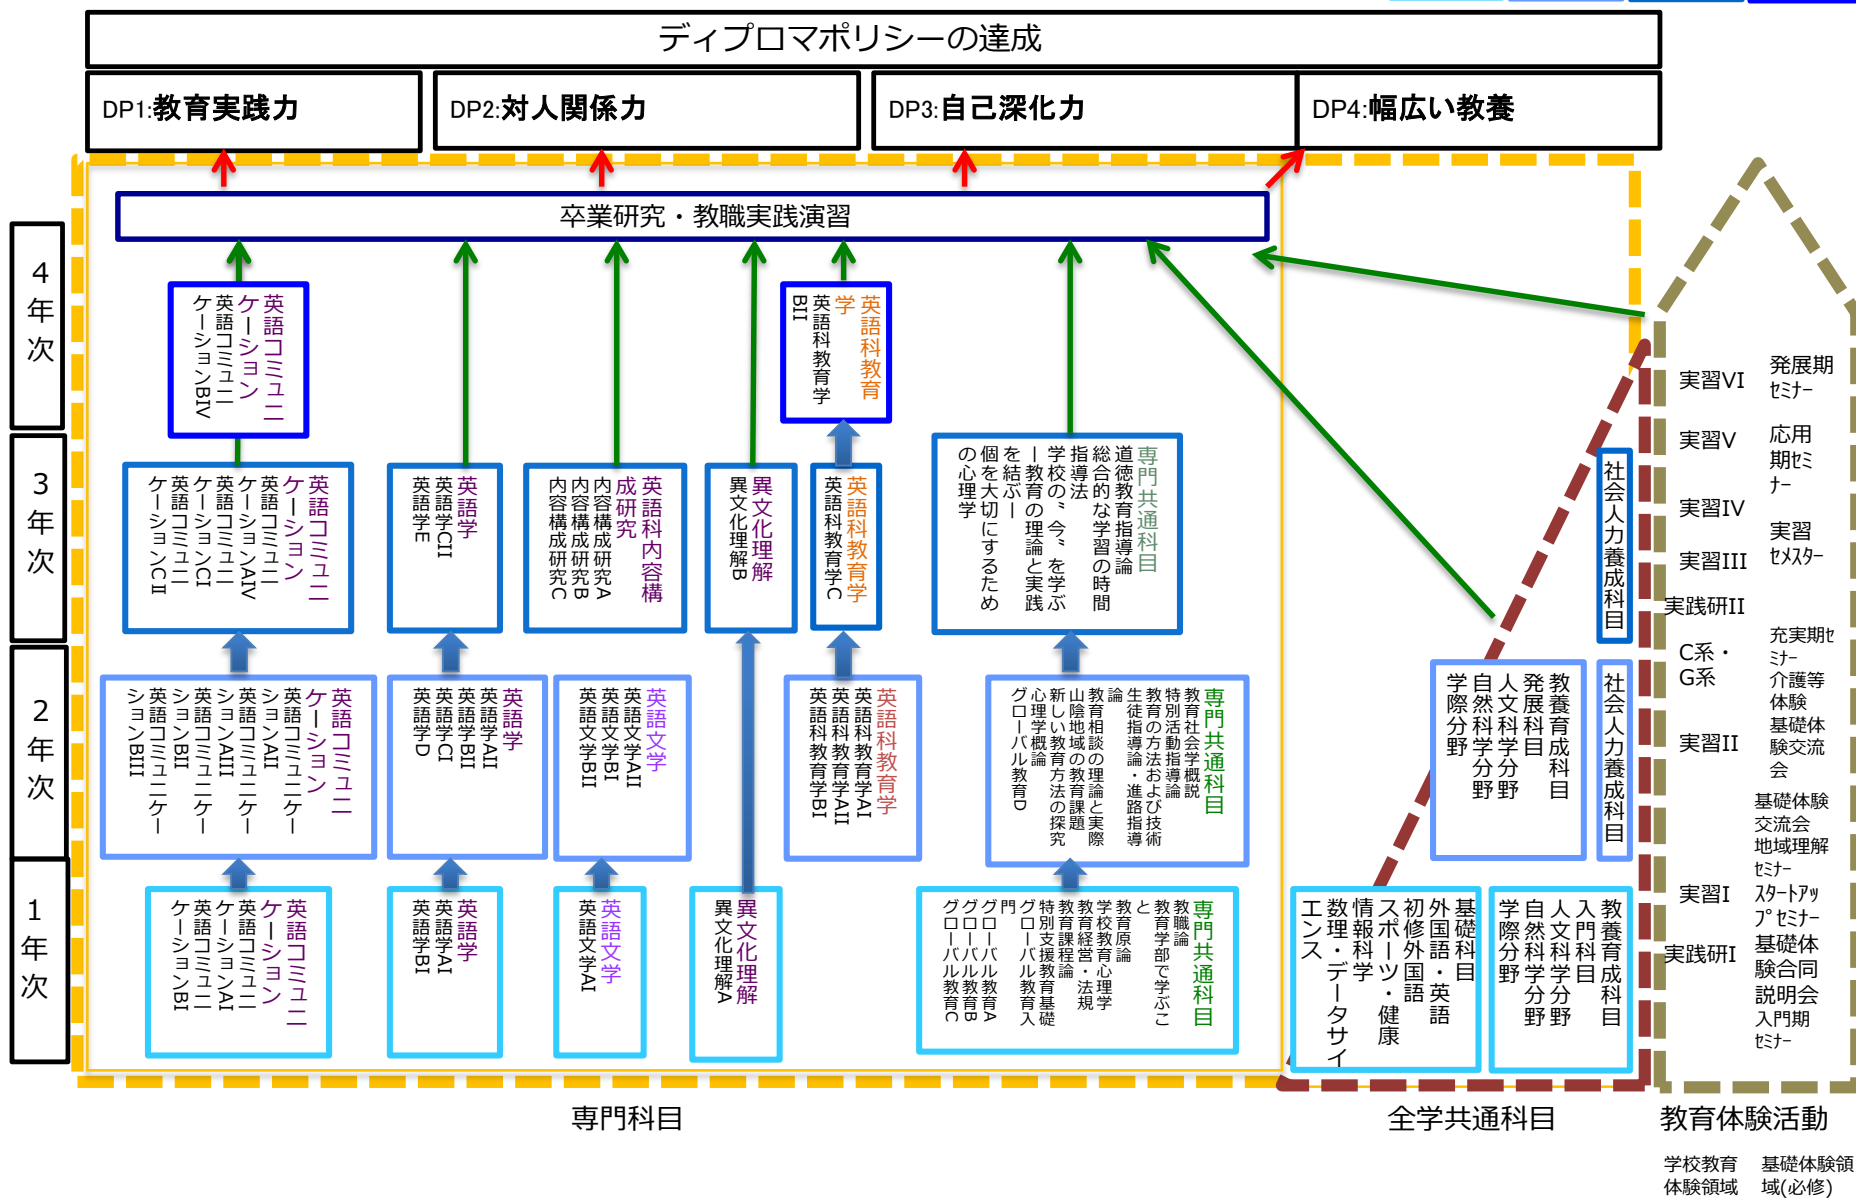 ディプロマポリシーの達成
DP1:教育実践力
DP2:対人関係力
DP3:自己深化力
DP4:幅広い教養
卒業研究・教職実践演習
4年次
英語コミュニ
ケーション
英語コミュニ
ケーションBIV
英語科教育
学
英語科教育学
BII
3年次
英語コミュニ
ケーション
英語コミュニ
ケーションAIV
英語コミュニ
ケーションCI
英語コミュニ
ケーションCⅡ
英語学
英語学CII
英語学E
英語科内容構
成研究
内容構成研究A
内容構成研究B
内容構成研究C
異文化理解
異文化理解B
英語科教育学
英語科教育学C
専門共通科目
道徳教育指導論
総合的な学習の時間
指導法
学校の〝今〟を学ぶ
ー教育の理論と実践
を結ぶー
個を大切にするため
の心理学
社会人力養成科目
2年次
英語コミュニ
ケーション
英語コミュニケー
ションAII
英語コミュニケー
ションAIII
英語コミュニケー
ションBII
英語コミュニケー
ションBIII
英語学
英語学AII
英語学BII
英語学CI
英語学D
英語文学
英語文学AII
英語文学BI
英語文学BII
英語科教育学
英語科教育学AI
英語科教育学AII
英語科教育学BI
専門共通科目
教育社会学概説
特別活動指導論
教育の方法および技術
生徒指導論・進路指導
論
教育相談の理論と実際
山陰地域の教育課題
新しい教育方法の探究
心理学概論
グローバル教育D
教養育成科目
発展科目
人文科学分野
自然科学分野
学際分野
社会人力養成科目
1年次
英語コミュニ
ケーション
英語コミュニ
ケーションAI
英語コミュニ
ケーションBI
英語学
英語学AI
英語学BI
英語文学
英語文学AI
異文化理解
異文化理解A
専門共通科目
教職論
教育学部で学ぶこ
と
教育原論
学校教育心理学
教育経営・法規
教育課程論
特別支援教育基礎
グローバル教育入
門
グローバル教育A
グローバル教育B
グローバル教育C
基礎科目
外国語・英語
初修外国語
スポーツ・健康
情報科学
数理・データサイ
エンス
教養育成科目
入門科目
人文科学分野
自然科学分野
学際分野
実習VI
実習V
実習IV
実習III
実践研II
C系・
G系
実習II
実習I
実践研I
発展期
セミナー
応用
期セミ
ナー
実習
セメスター
充実期セ
ミナー
介護等
体験
基礎体
験交流
会
基礎体験
交流会
地域理解
セミナー
スタートアッ
プセミナー
基礎体
験合同
説明会
入門期
セミナー
専門科目
全学共通科目
教育体験活動
学校教育
体験領域
基礎体験領
域(必修)